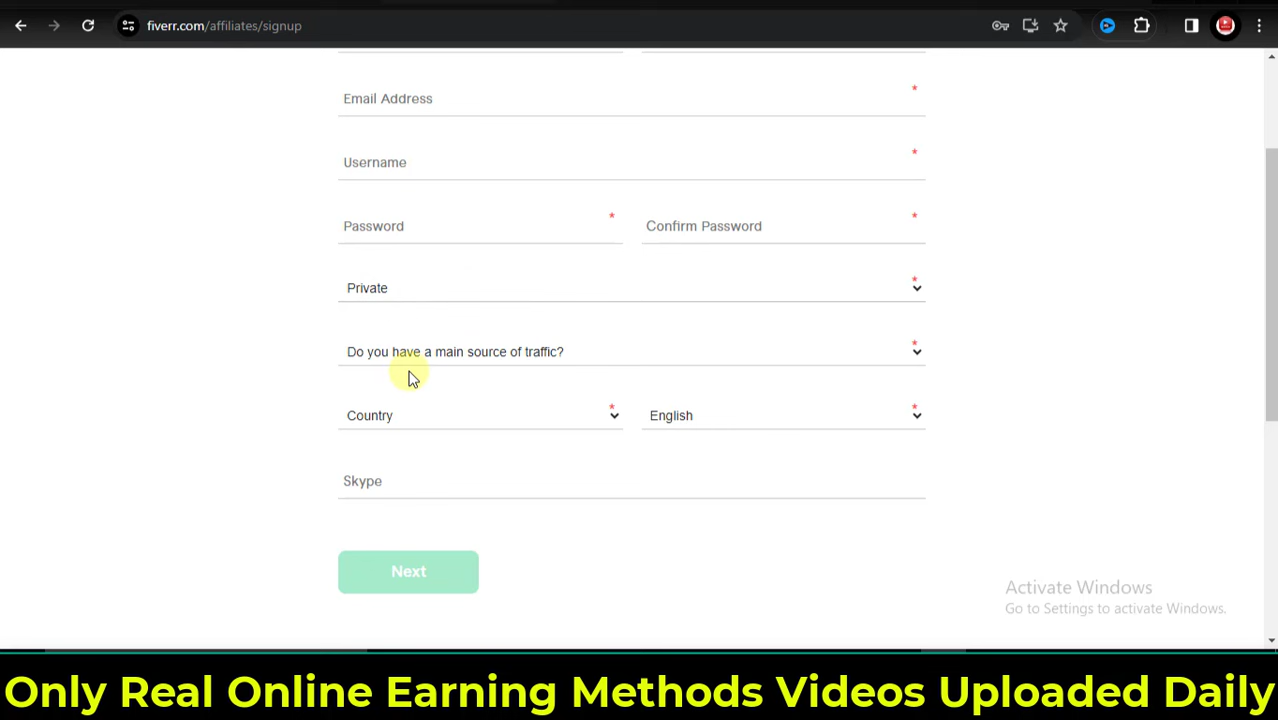 fiverr.com/affiliates/signup
Email Address *
Username *
Password * Confirm Password *
Private *
Do you have a main source of traffic? *
Country * English *
Skype
Next
Activate Windows
Go to Settings to activate Windows.
Only Real Online Earning Methods Videos Uploaded Daily